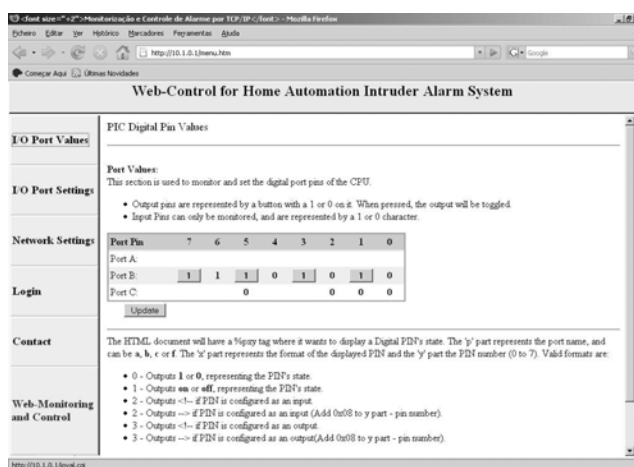 <font size="+2">Monitorização e Controle de Alarme por TCP/IP</font> - Mozilla Firefox
Ficheiro Editar Ver Histórico Marcadores Ferramentas Ajuda
http://10.1.0.1/menu.htm
Google
Começar Aqui Últimas Novidades
Web-Control for Home Automation Intruder Alarm System
I/O Port Values
I/O Port Settings
Network Settings
Login
Contact
Web-Monitoring
and Control
PIC Digital Pin Values
Port Values:
This section is used to monitor and set the digital port pins of the CPU.
• Output pins are represented by a button with a 1 or 0 on it. When pressed, the output will be toggled.
• Input Pins can only be monitored, and are represented by a 1 or 0 character.
Port Pin 7 6 5 4 3 2 1 0
Port A:
Port B: 1 1 1 0 1 0 1 0
Port C: 0 0 0 0
Update
The HTML document will have a %pxy tag where it wants to display a Digital PIN's state. The 'p' part represents the port name, and
can be a, b, c or f. The 'x' part represents the format of the displayed PIN and the 'y' part the PIN number (0 to 7). Valid formats are:
• 0 - Outputs 1 or 0, representing the PIN's state.
• 1 - Outputs on or off, representing the PIN's state.
• 2 - Outputs <!-- if PIN is configured as an input.
• 2 - Outputs --> if PIN is configured as an input (Add 0x08 to y part - pin number).
• 3 - Outputs <!-- if PIN is configured as an output.
• 3 - Outputs --> if PIN is configured as an output(Add 0x08 to y part - pin number).
http://10.1.0.1/ioval.cgi